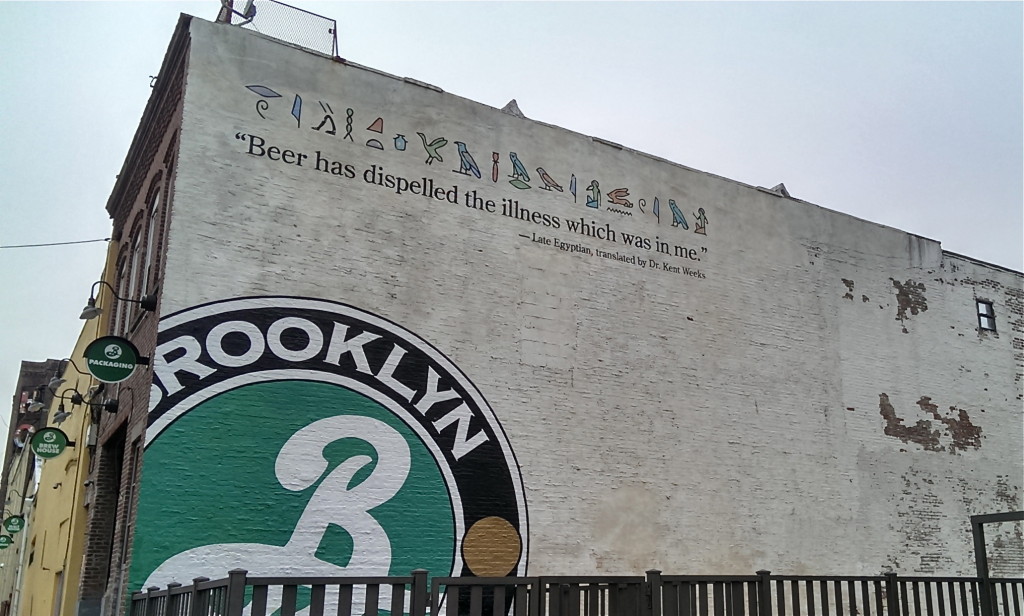 “Beer has dispelled the illness which was in me.”
— Late Egyptian, translated by Dr. Kent Weeks
BROOKLYN
B
PACKAGING
BREW
HOUSE